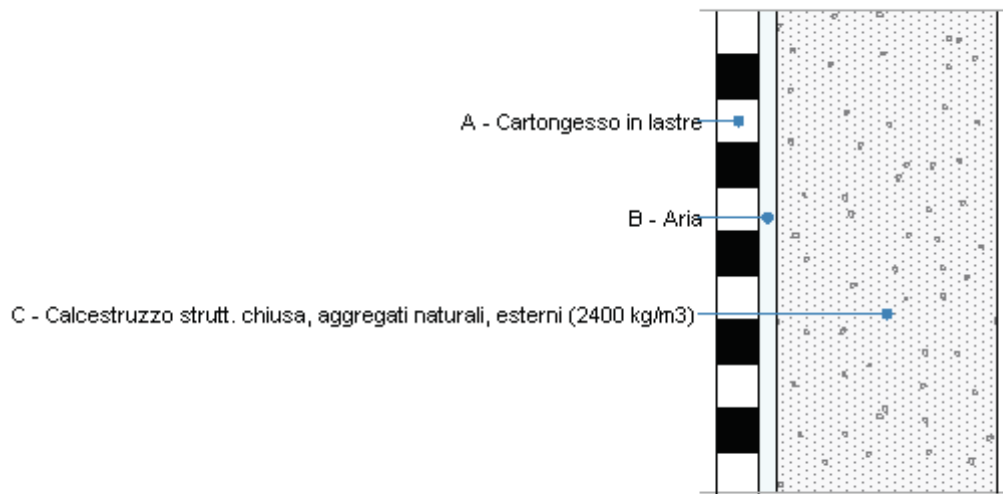 A - Cartongesso in lastre
B - Aria
C - Calcestruzzo strutt. chiusa, aggregati naturali, esterni (2400 kg/m3)